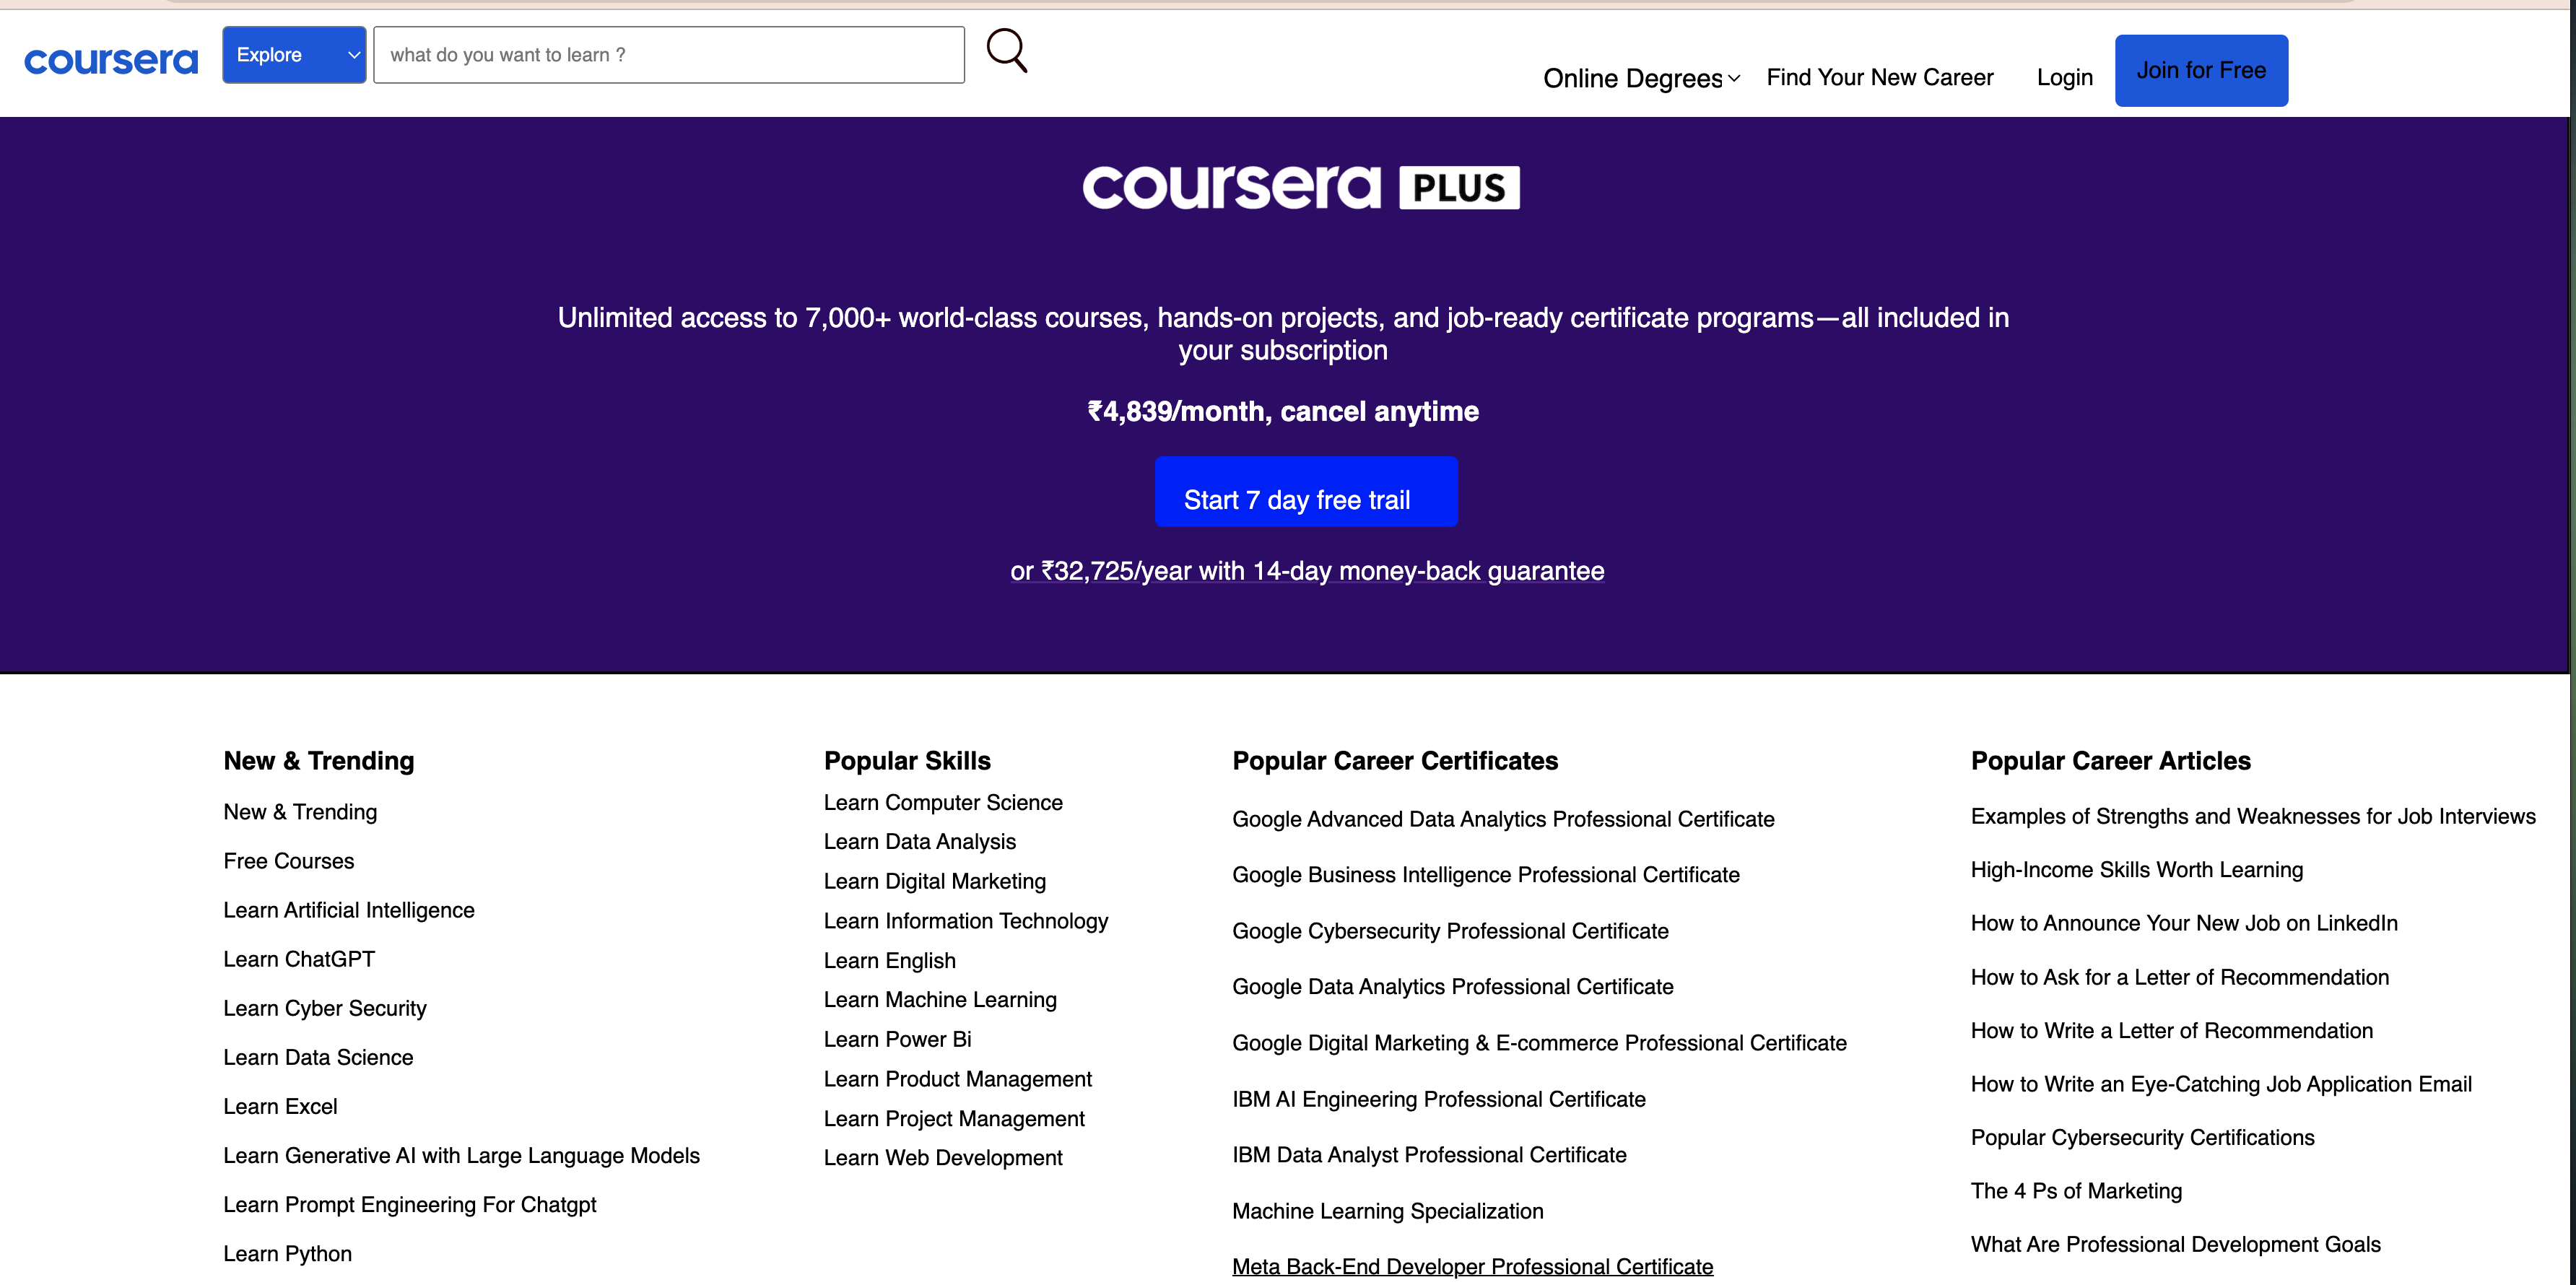 coursera
Explore
what do you want to learn ?
Online Degrees
Find Your New Career
Login
Join for Free
coursera PLUS
Unlimited access to 7,000+ world-class courses, hands-on projects, and job-ready certificate programs—all included in
your subscription
₹4,839/month, cancel anytime
Start 7 day free trail
or ₹32,725/year with 14-day money-back guarantee
New & Trending
New & Trending
Free Courses
Learn Artificial Intelligence
Learn ChatGPT
Learn Cyber Security
Learn Data Science
Learn Excel
Learn Generative AI with Large Language Models
Learn Prompt Engineering For Chatgpt
Learn Python
Popular Skills
Learn Computer Science
Learn Data Analysis
Learn Digital Marketing
Learn Information Technology
Learn English
Learn Machine Learning
Learn Power Bi
Learn Product Management
Learn Project Management
Learn Web Development
Popular Career Certificates
Google Advanced Data Analytics Professional Certificate
Google Business Intelligence Professional Certificate
Google Cybersecurity Professional Certificate
Google Data Analytics Professional Certificate
Google Digital Marketing & E-commerce Professional Certificate
IBM AI Engineering Professional Certificate
IBM Data Analyst Professional Certificate
Machine Learning Specialization
Meta Back-End Developer Professional Certificate
Popular Career Articles
Examples of Strengths and Weaknesses for Job Interviews
High-Income Skills Worth Learning
How to Announce Your New Job on LinkedIn
How to Ask for a Letter of Recommendation
How to Write a Letter of Recommendation
How to Write an Eye-Catching Job Application Email
Popular Cybersecurity Certifications
The 4 Ps of Marketing
What Are Professional Development Goals